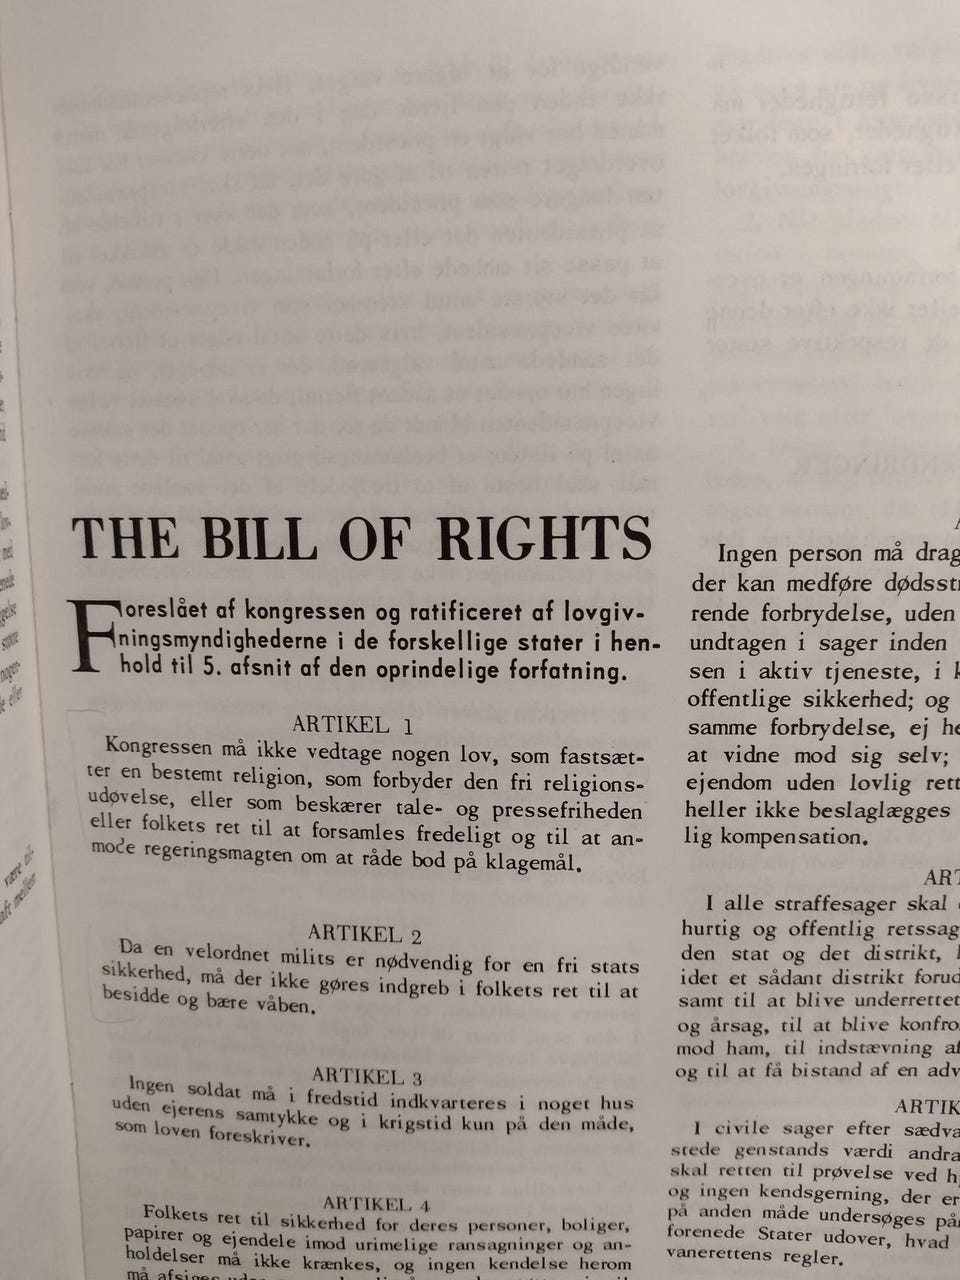 THE BILL OF RIGHTS
Foreslået af kongressen og ratificeret af lovgiv-
ningsmyndighederne i de forskellige stater i hen-
hold til 5. afsnit af den oprindelige forfatning.
ARTIKEL 1
Kongressen må ikke vedtage nogen lov, som fastsæt-
ter en bestemt religion, som forbyder den fri religions-
udøvelse, eller som beskærer tale- og pressefriheden
eller folkets ret til at forsamles fredeligt og til at an-
mode regeringsmagten om at råde bod på klagemål.
ARTIKEL 2
Da en velordnet milits er nødvendig for en fri stats
sikkerhed, må der ikke gøres indgreb i folkets ret til at
besidde og bære våben.
ARTIKEL 3
Ingen soldat må i fredstid indkvarteres i noget hus
uden ejerens samtykke og i krigstid kun på den måde,
som loven foreskriver.
ARTIKEL 4
Folkets ret til sikkerhed for deres personer, boliger,
papirer og ejendele imod urimelige ransagninger og an-
holdelser må ikke krænkes, og ingen kendelse herom
Ingen person må drag
der kan medføre dødsst
rende forbrydelse, uden
undtagen i sager inden
sen i aktiv tjeneste, i
offentlige sikkerhed; og
samme forbrydelse, ej he
at vidne mod sig selv;
ejendom uden lovlig rett
heller ikke beslaglægges
lig kompensation.
ART
I alle straffesager skal
hurtig og offentlig retssag
den stat og det distrikt,
idet et sådant distrikt forud
samt til at blive underrettet
og årsag, til at blive konfro
mod ham, til indstævning af
og til at få bistand af en adv
ARTIK
I civile sager efter sædva
stede genstands værdi andra
skal retten til prøvelse ved
og ingen kendsgerning, der er
på anden måde undersøges på
forenede Stater udover, hvad
vanerettens regler.